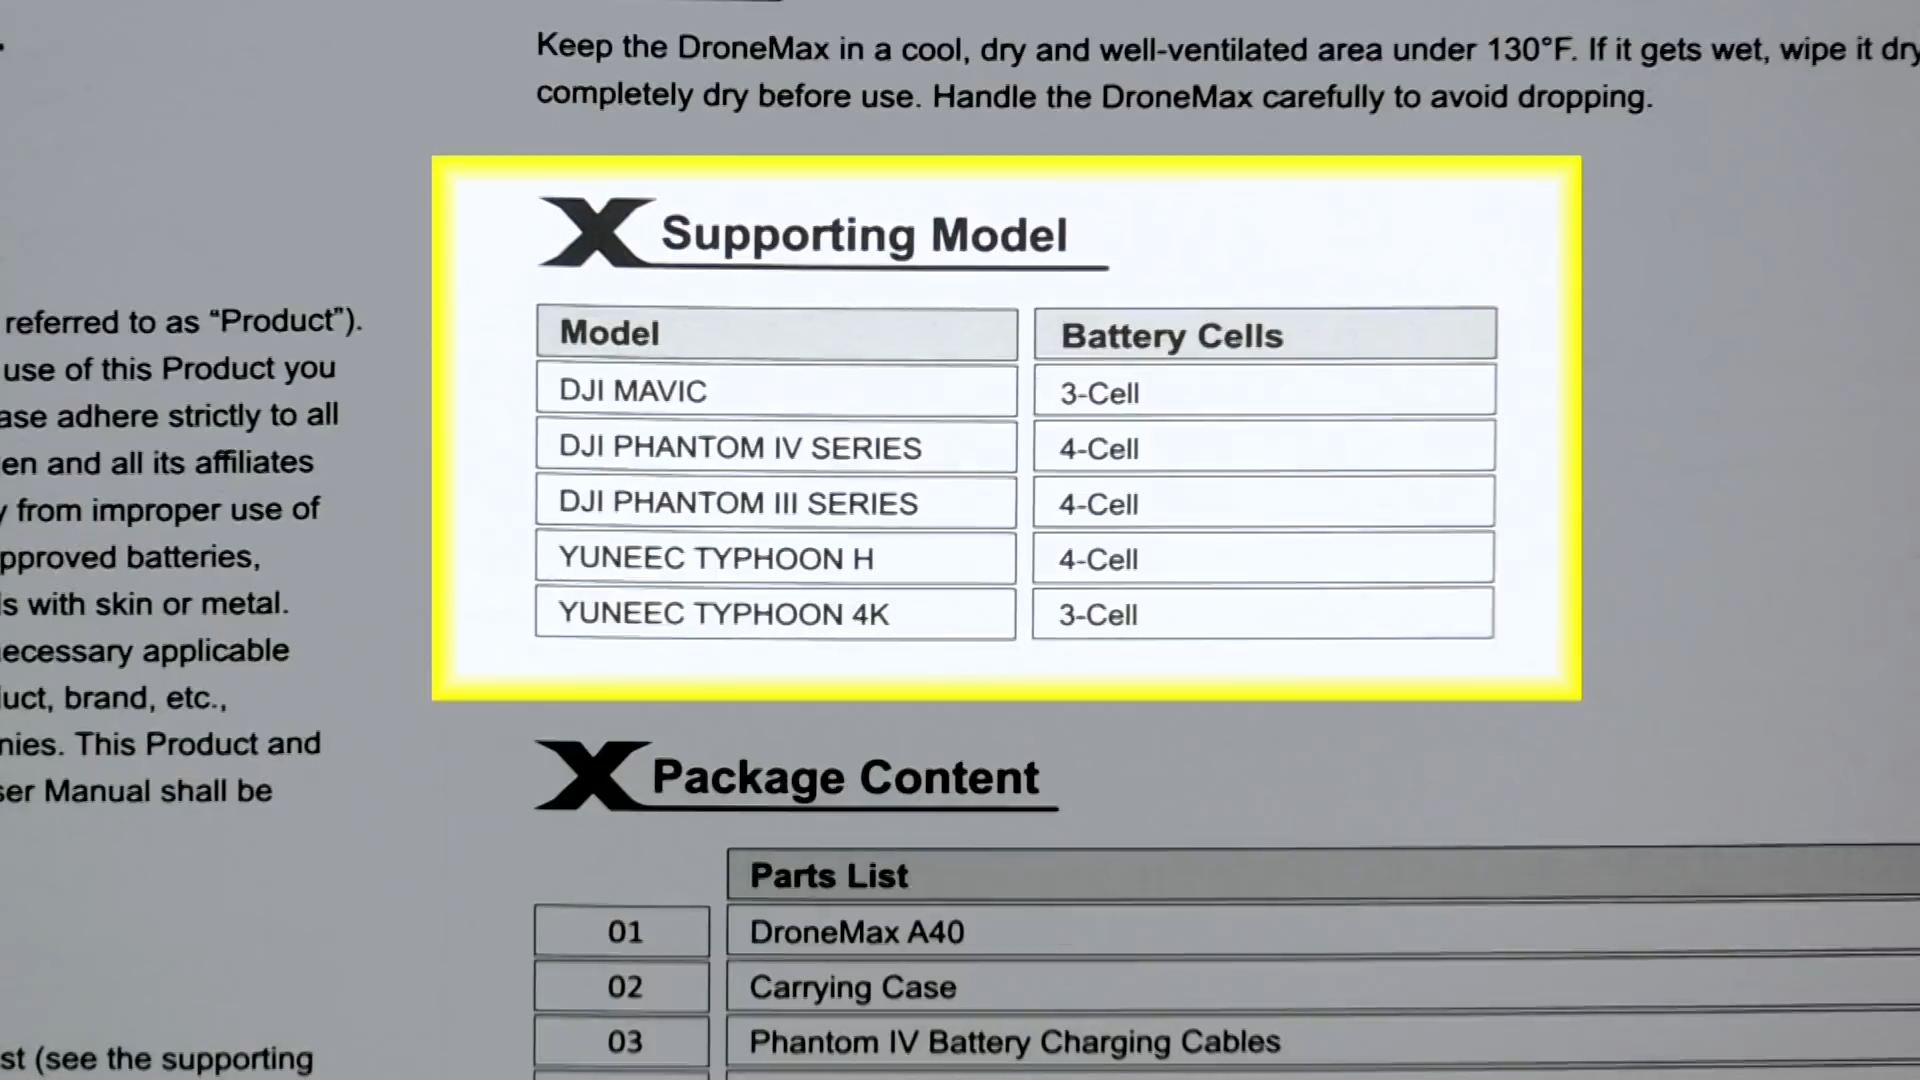 Keep the DroneMax in a cool, dry and well-ventilated area under 130°F. If it gets wet, wipe it dry
completely dry before use. Handle the DroneMax carefully to avoid dropping.
referred to as “Product”).
use of this Product you
ase adhere strictly to all
en and all its affiliates
y from improper use of
pproved batteries,
ls with skin or metal.
ecessary applicable
luct, brand, etc.,
nies. This Product and
ser Manual shall be
st (see the supporting
X Supporting Model
Model Battery Cells
DJI MAVIC 3-Cell
DJI PHANTOM IV SERIES 4-Cell
DJI PHANTOM III SERIES 4-Cell
YUNEEC TYPHOON H 4-Cell
YUNEEC TYPHOON 4K 3-Cell
X Package Content
Parts List
01 DroneMax A40
02 Carrying Case
03 Phantom IV Battery Charging Cables